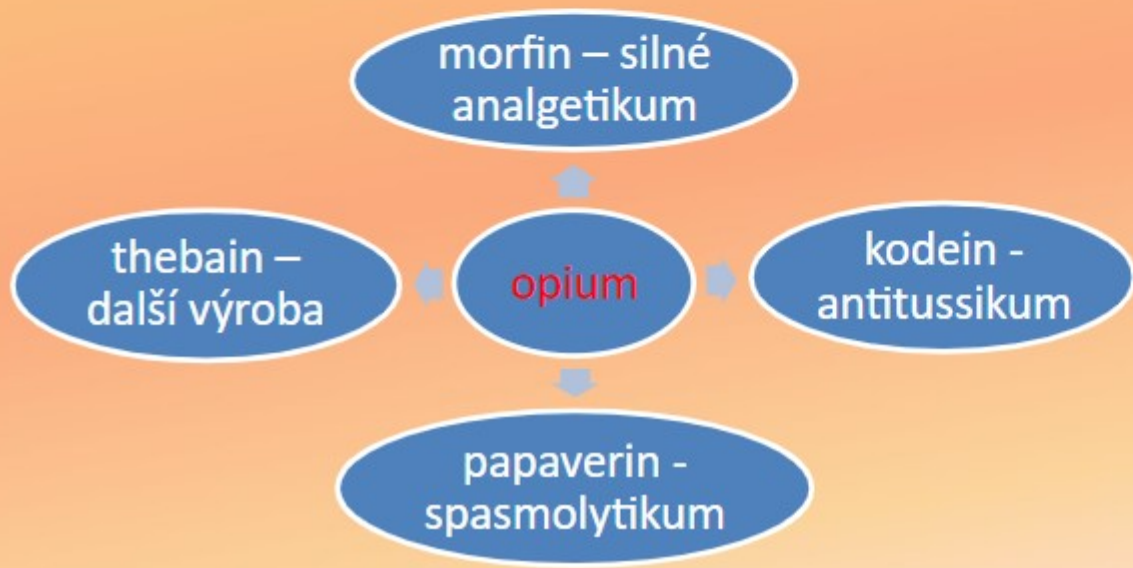 morfin – silné
analgetikum
thebain –
další výroba
opium
kodein -
antitussikum
papaverin -
spasmolytikum